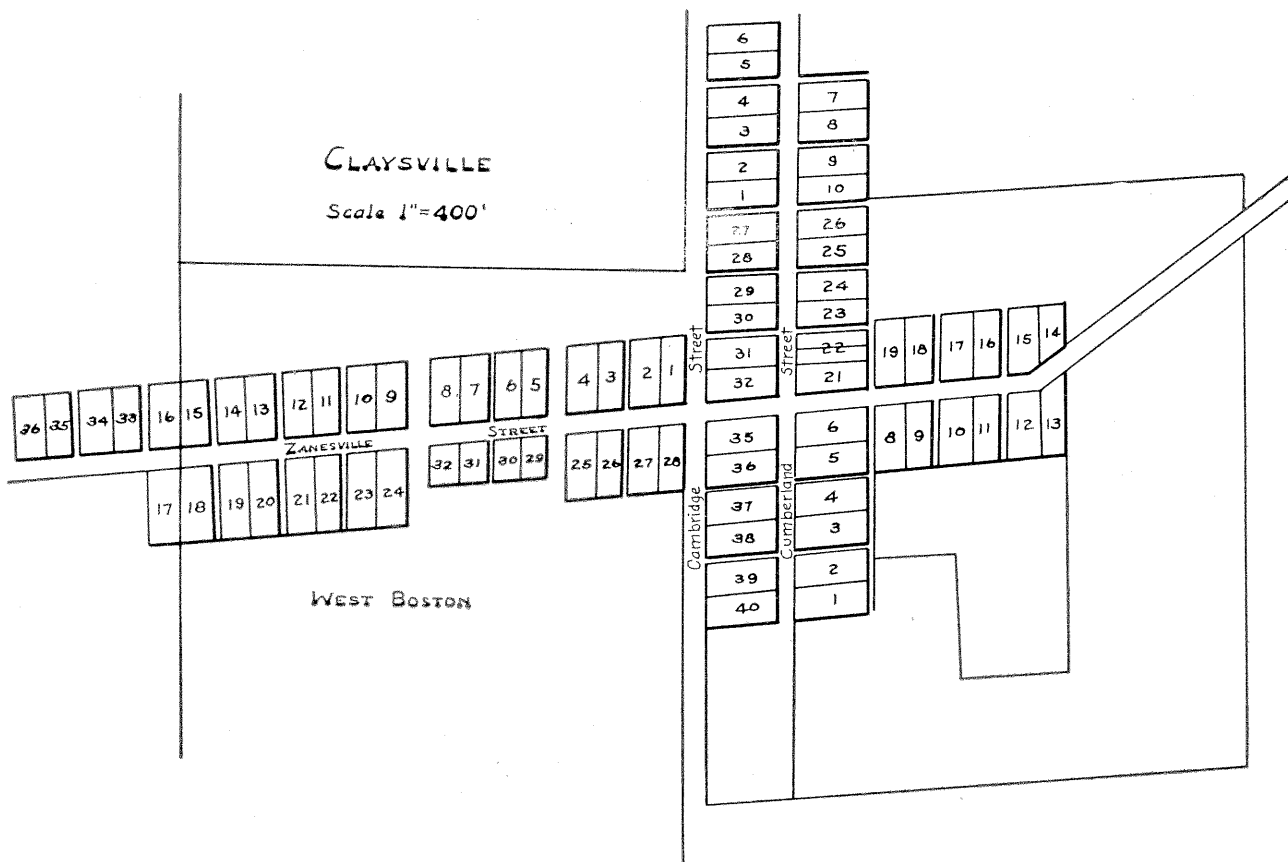 6
5
4
3
7
8
CLAYSVILLE
Scale 1"=400'
2
1
9
10
27
28
26
25
29
30
24
23
Street
Street
31
32
22
21
19 18 17 16 15 14
36 35 34 33 16 15 14 13 12 11 10 9 8 7 6 5 4 3 2 1
ZANESVILLE STREET
17 18 19 20 21 22 23 24 32 31 30 29 25 26 27 28
35
36
6
5
8 9 10 11 12 13
37
38
4
3
Cambridge
Cumberland
39
40
2
1
WEST BOSTON